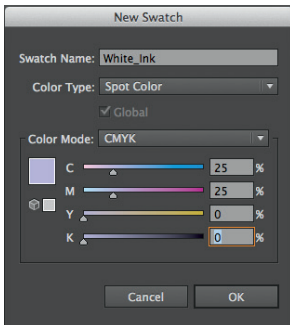 New Swatch
Swatch Name: White_Ink
Color Type: Spot Color
Global
Color Mode: CMYK
C 25 %
M 25 %
Y 0 %
K 0 %
Cancel OK